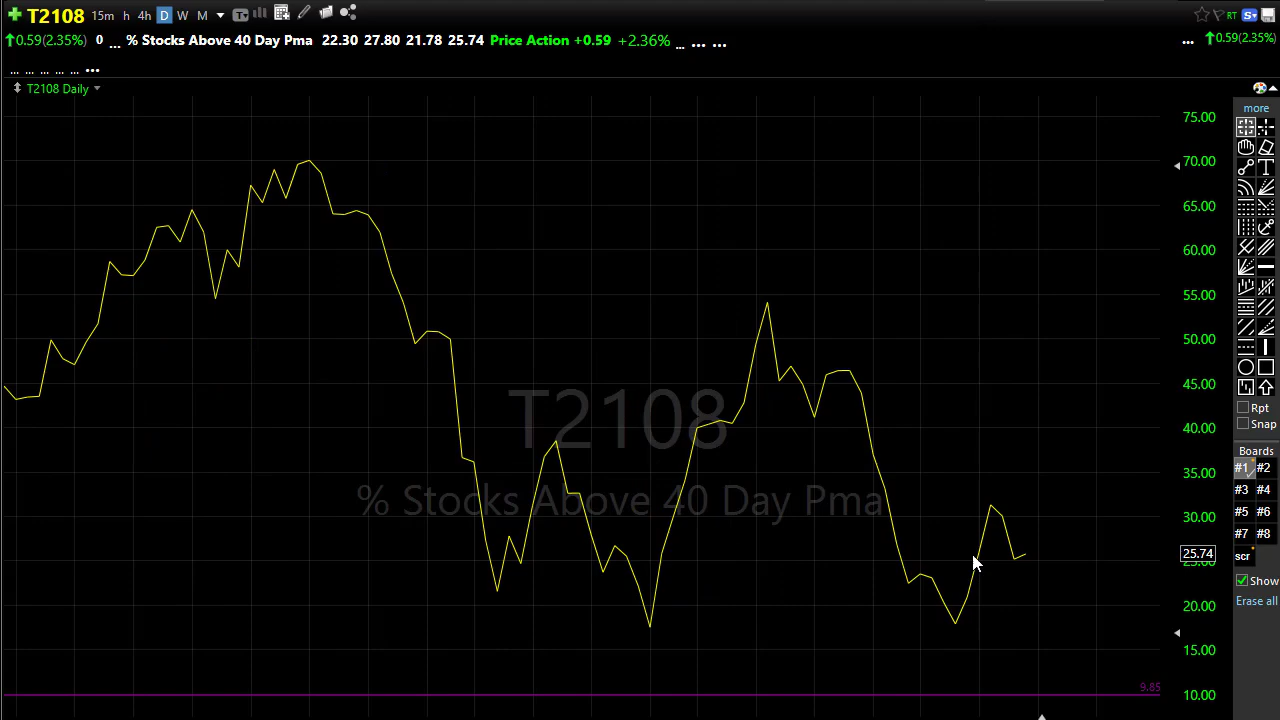 T2108 15m h 4h D W M T RT S
0.59(2.35%) 0 ... % Stocks Above 40 Day Pma 22.30 27.80 21.78 25.74 Price Action +0.59 +2.36% ... ... ... ... 0.59(2.35%)
... ... ... ... ... ...
T2108 Daily
more
75.00
70.00
65.00
60.00
55.00
50.00
45.00
40.00
35.00
30.00
25.74
25.00
20.00
15.00
10.00
9.85
T2108
% Stocks Above 40 Day Pma
T
Rpt
Snap
Boards
#1 #2
#3 #4
#5 #6
#7 #8
scr
Show
Erase all